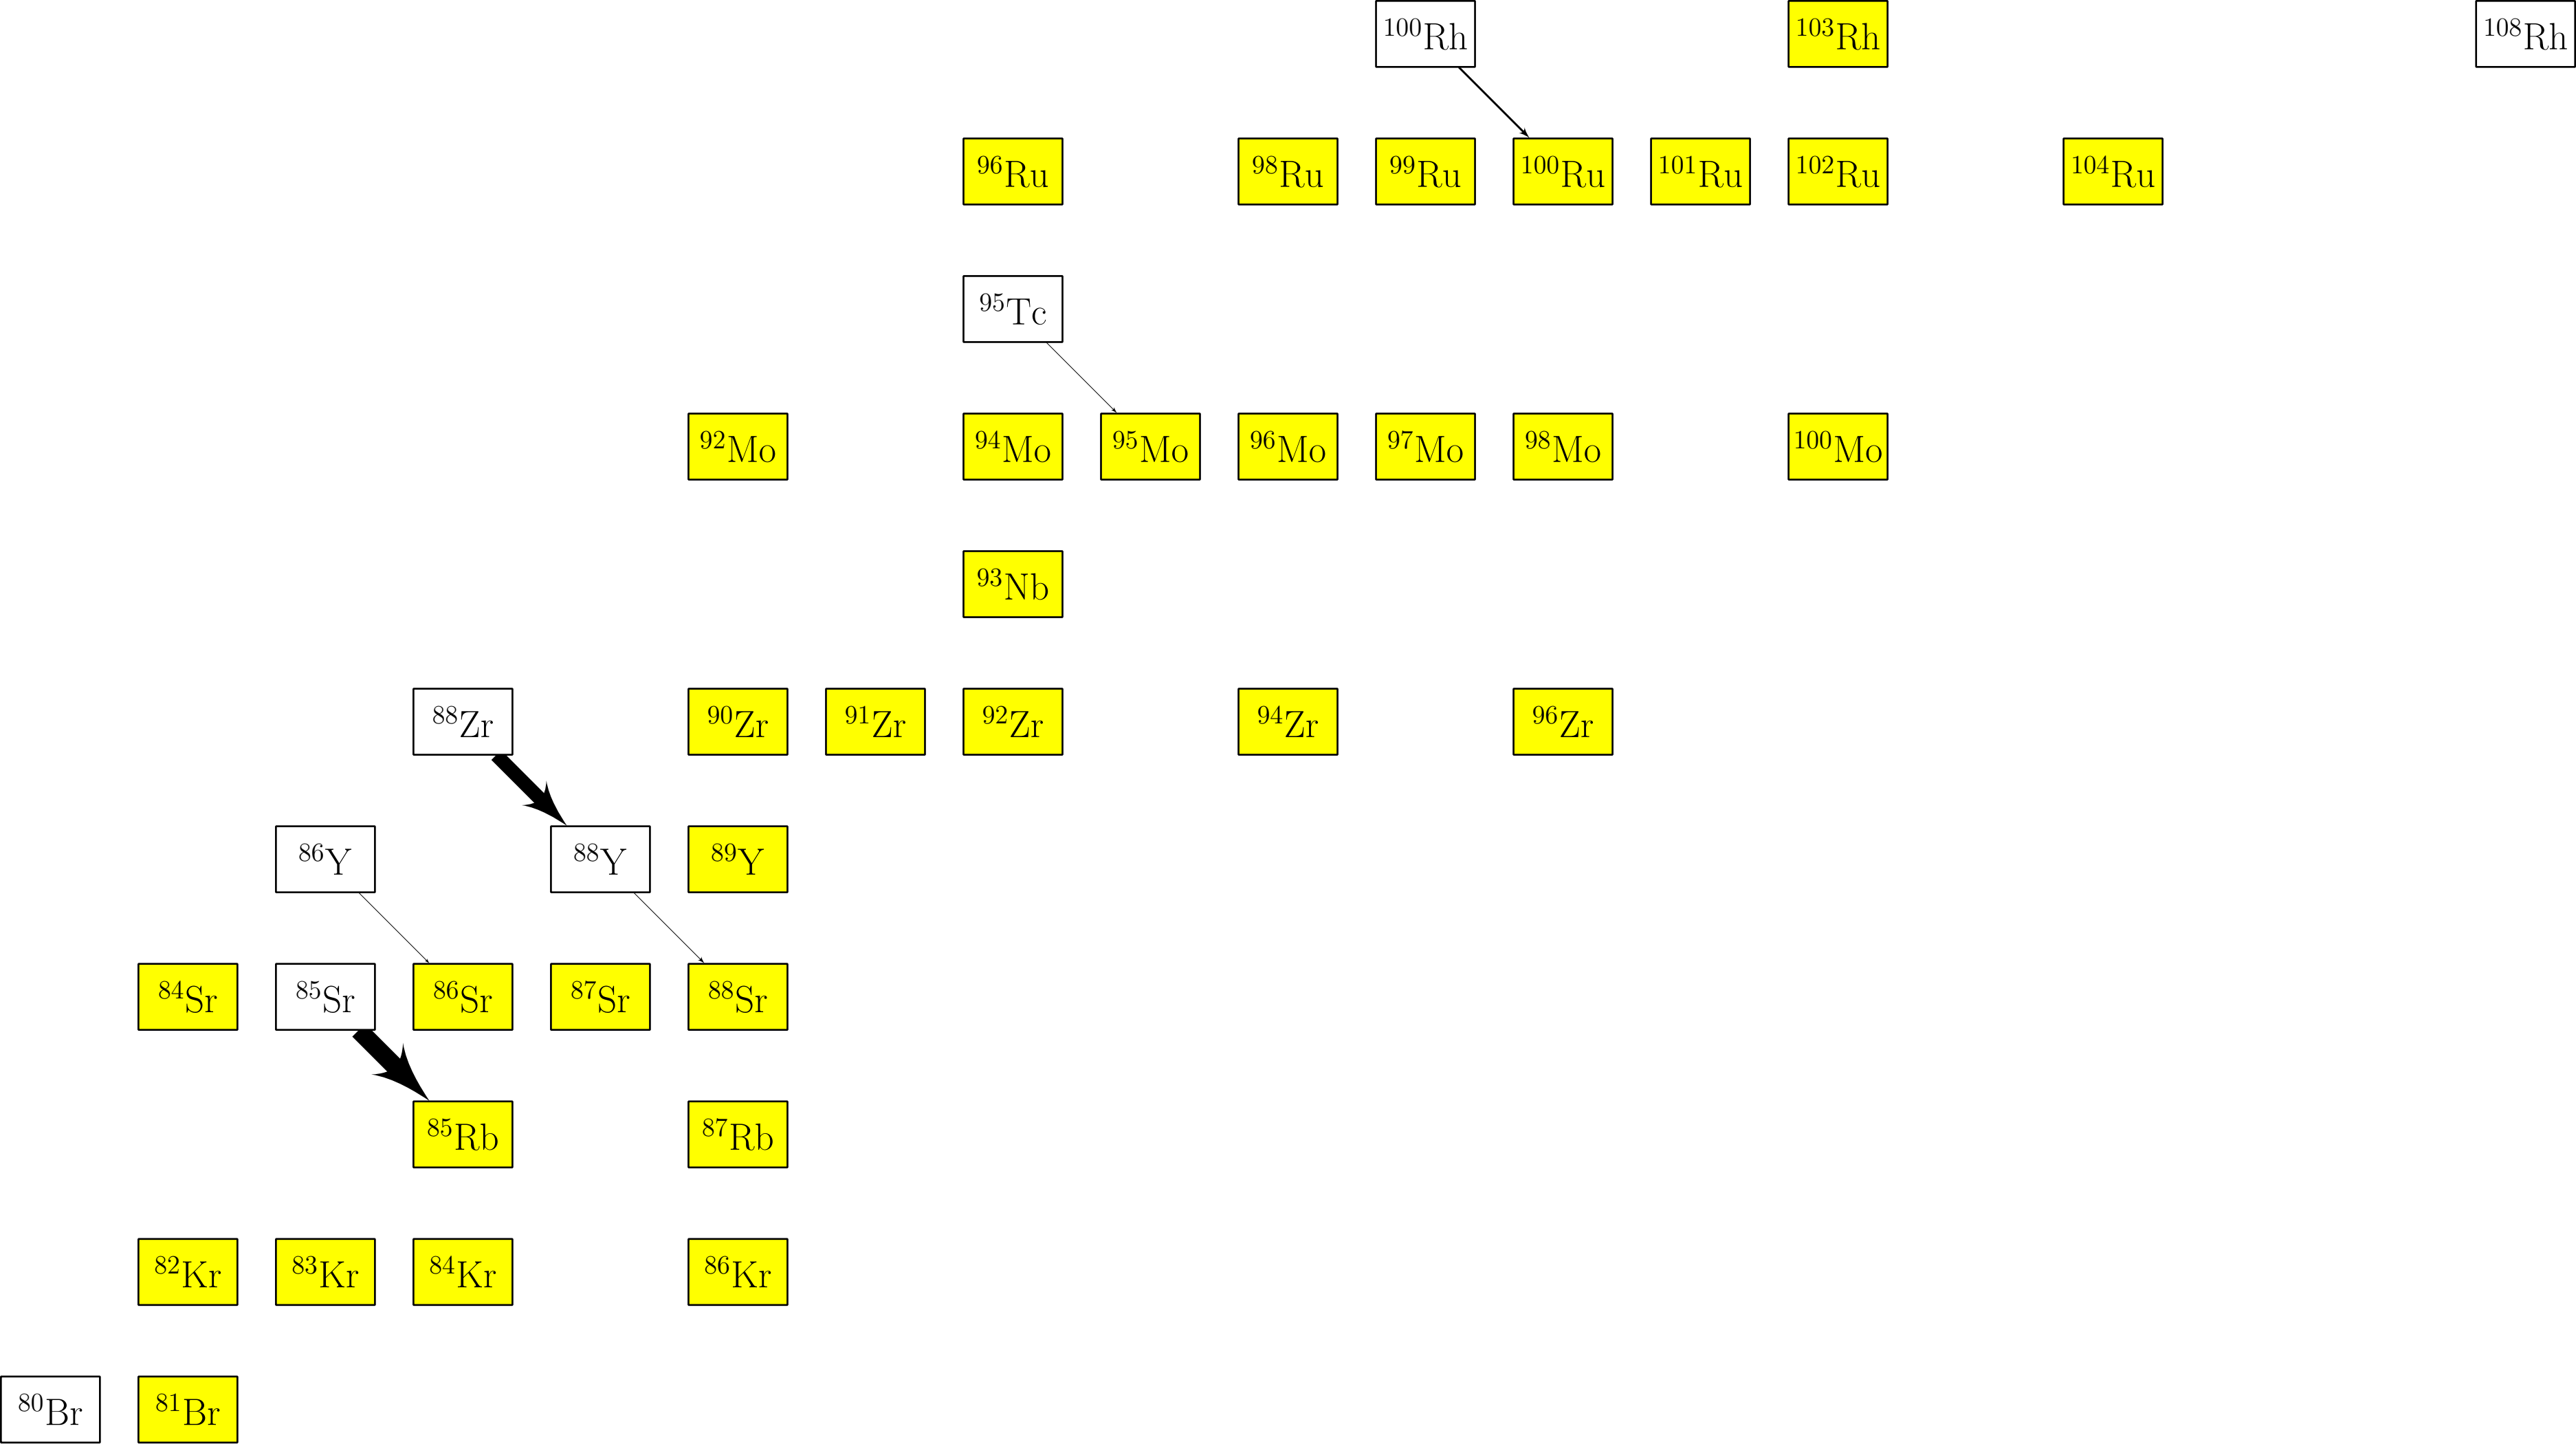 ¹⁰⁰Rh ¹⁰³Rh ¹⁰⁸Rh
⁹⁶Ru ⁹⁸Ru ⁹⁹Ru ¹⁰⁰Ru ¹⁰¹Ru ¹⁰²Ru ¹⁰⁴Ru
⁹⁵Tc
⁹²Mo ⁹⁴Mo ⁹⁵Mo ⁹⁶Mo ⁹⁷Mo ⁹⁸Mo ¹⁰⁰Mo
⁹³Nb
⁸⁸Zr ⁹⁰Zr ⁹¹Zr ⁹²Zr ⁹⁴Zr ⁹⁶Zr
⁸⁶Y ⁸⁸Y ⁸⁹Y
⁸⁴Sr ⁸⁵Sr ⁸⁶Sr ⁸⁷Sr ⁸⁸Sr
⁸⁵Rb ⁸⁷Rb
⁸²Kr ⁸³Kr ⁸⁴Kr ⁸⁶Kr
⁸⁰Br ⁸¹Br